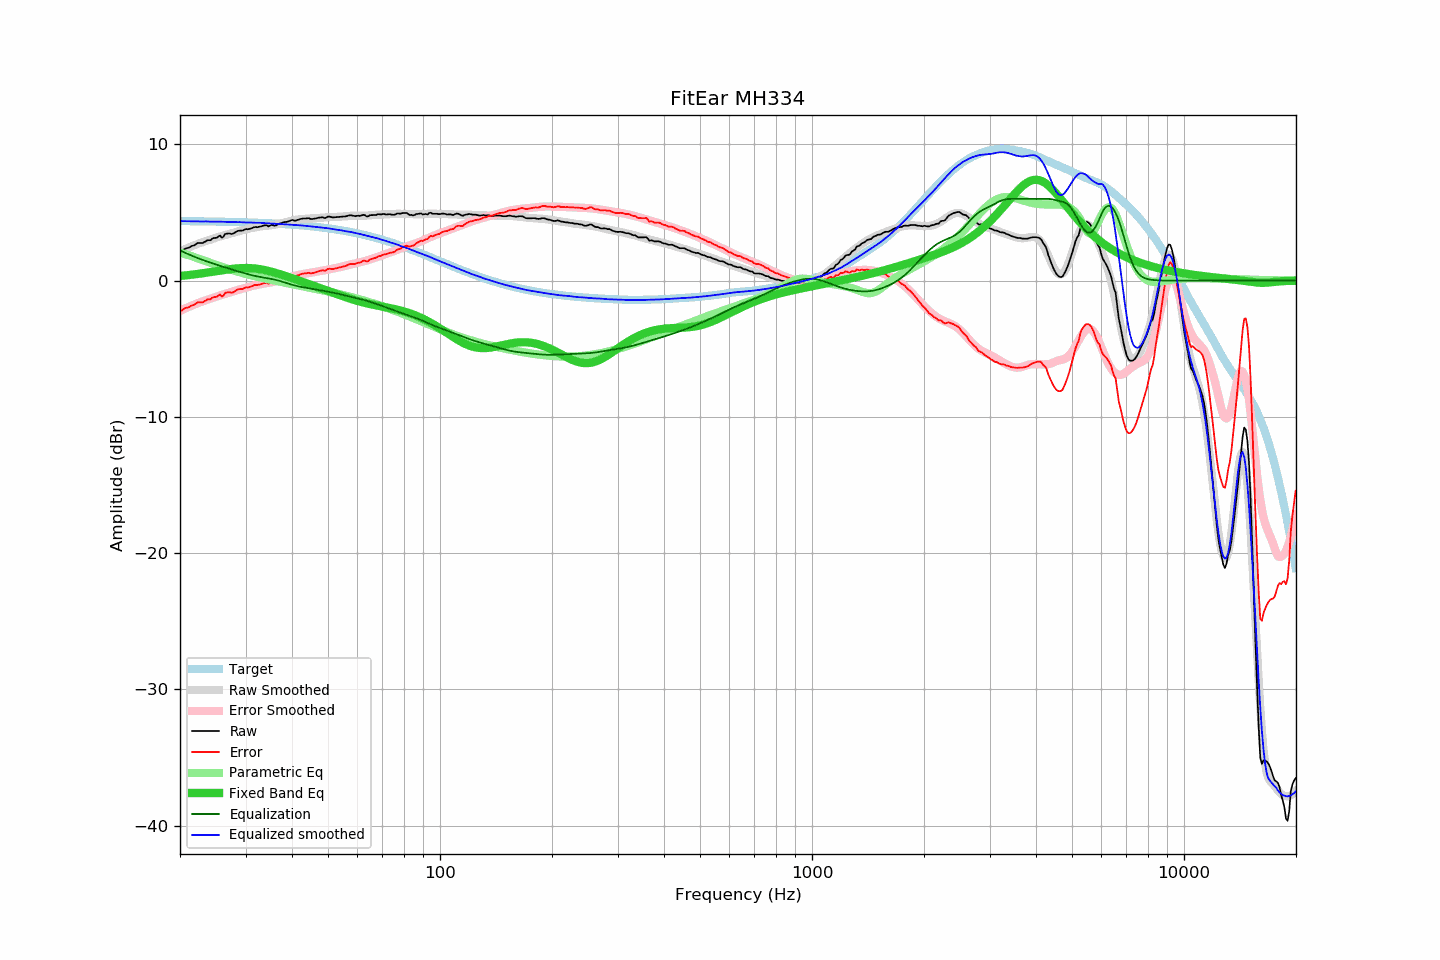 FitEar MH334
10
0
−10
−20
−30
−40
Amplitude (dBr)
100
1000
10000
Frequency (Hz)
Target
Raw Smoothed
Error Smoothed
Raw
Error
Parametric Eq
Fixed Band Eq
Equalization
Equalized smoothed